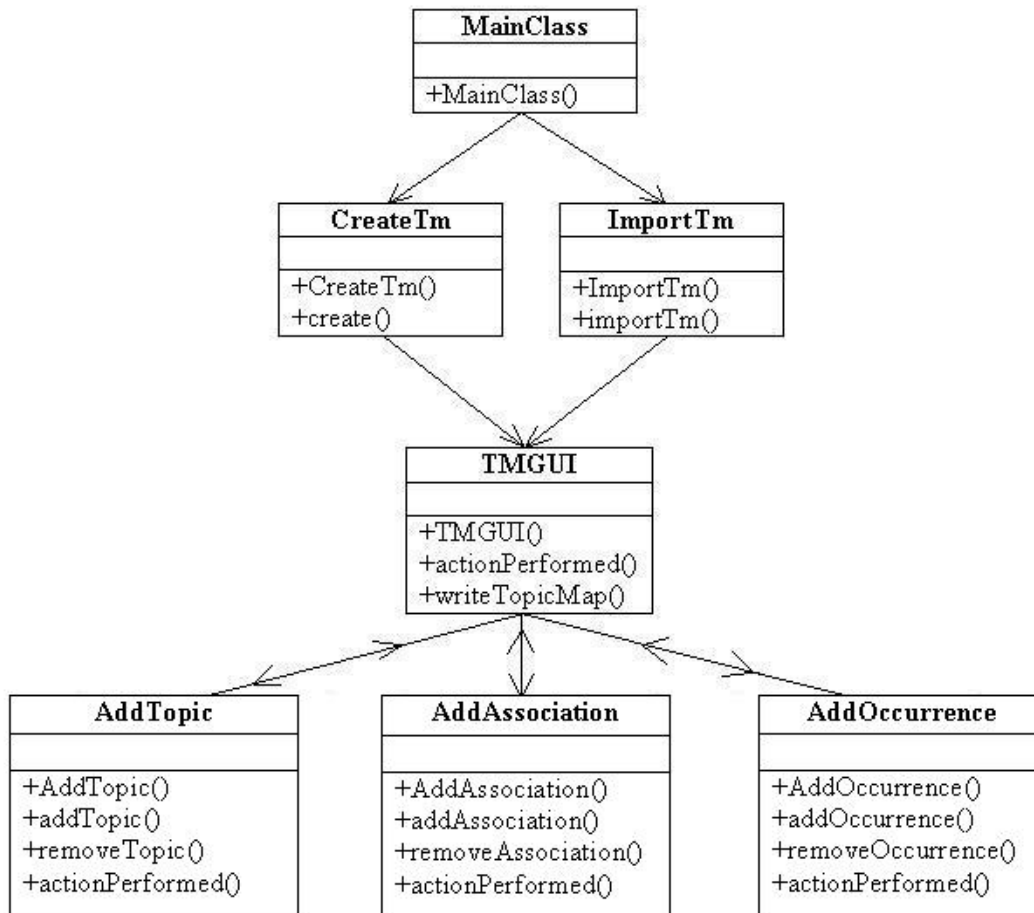 MainClass
+MainClass()
CreateTm
+CreateTm()
+create()
ImportTm
+ImportTm()
+importTm()
TMGUI
+TMGUI()
+actionPerformed()
+writeTopicMap()
AddTopic
+AddTopic()
+addTopic()
+removeTopic()
+actionPerformed()
AddAssociation
+AddAssociation()
+addAssociation()
+removeAssociation()
+actionPerformed()
AddOccurrence
+AddOccurrence()
+addOccurrence()
+removeOccurrence()
+actionPerformed()